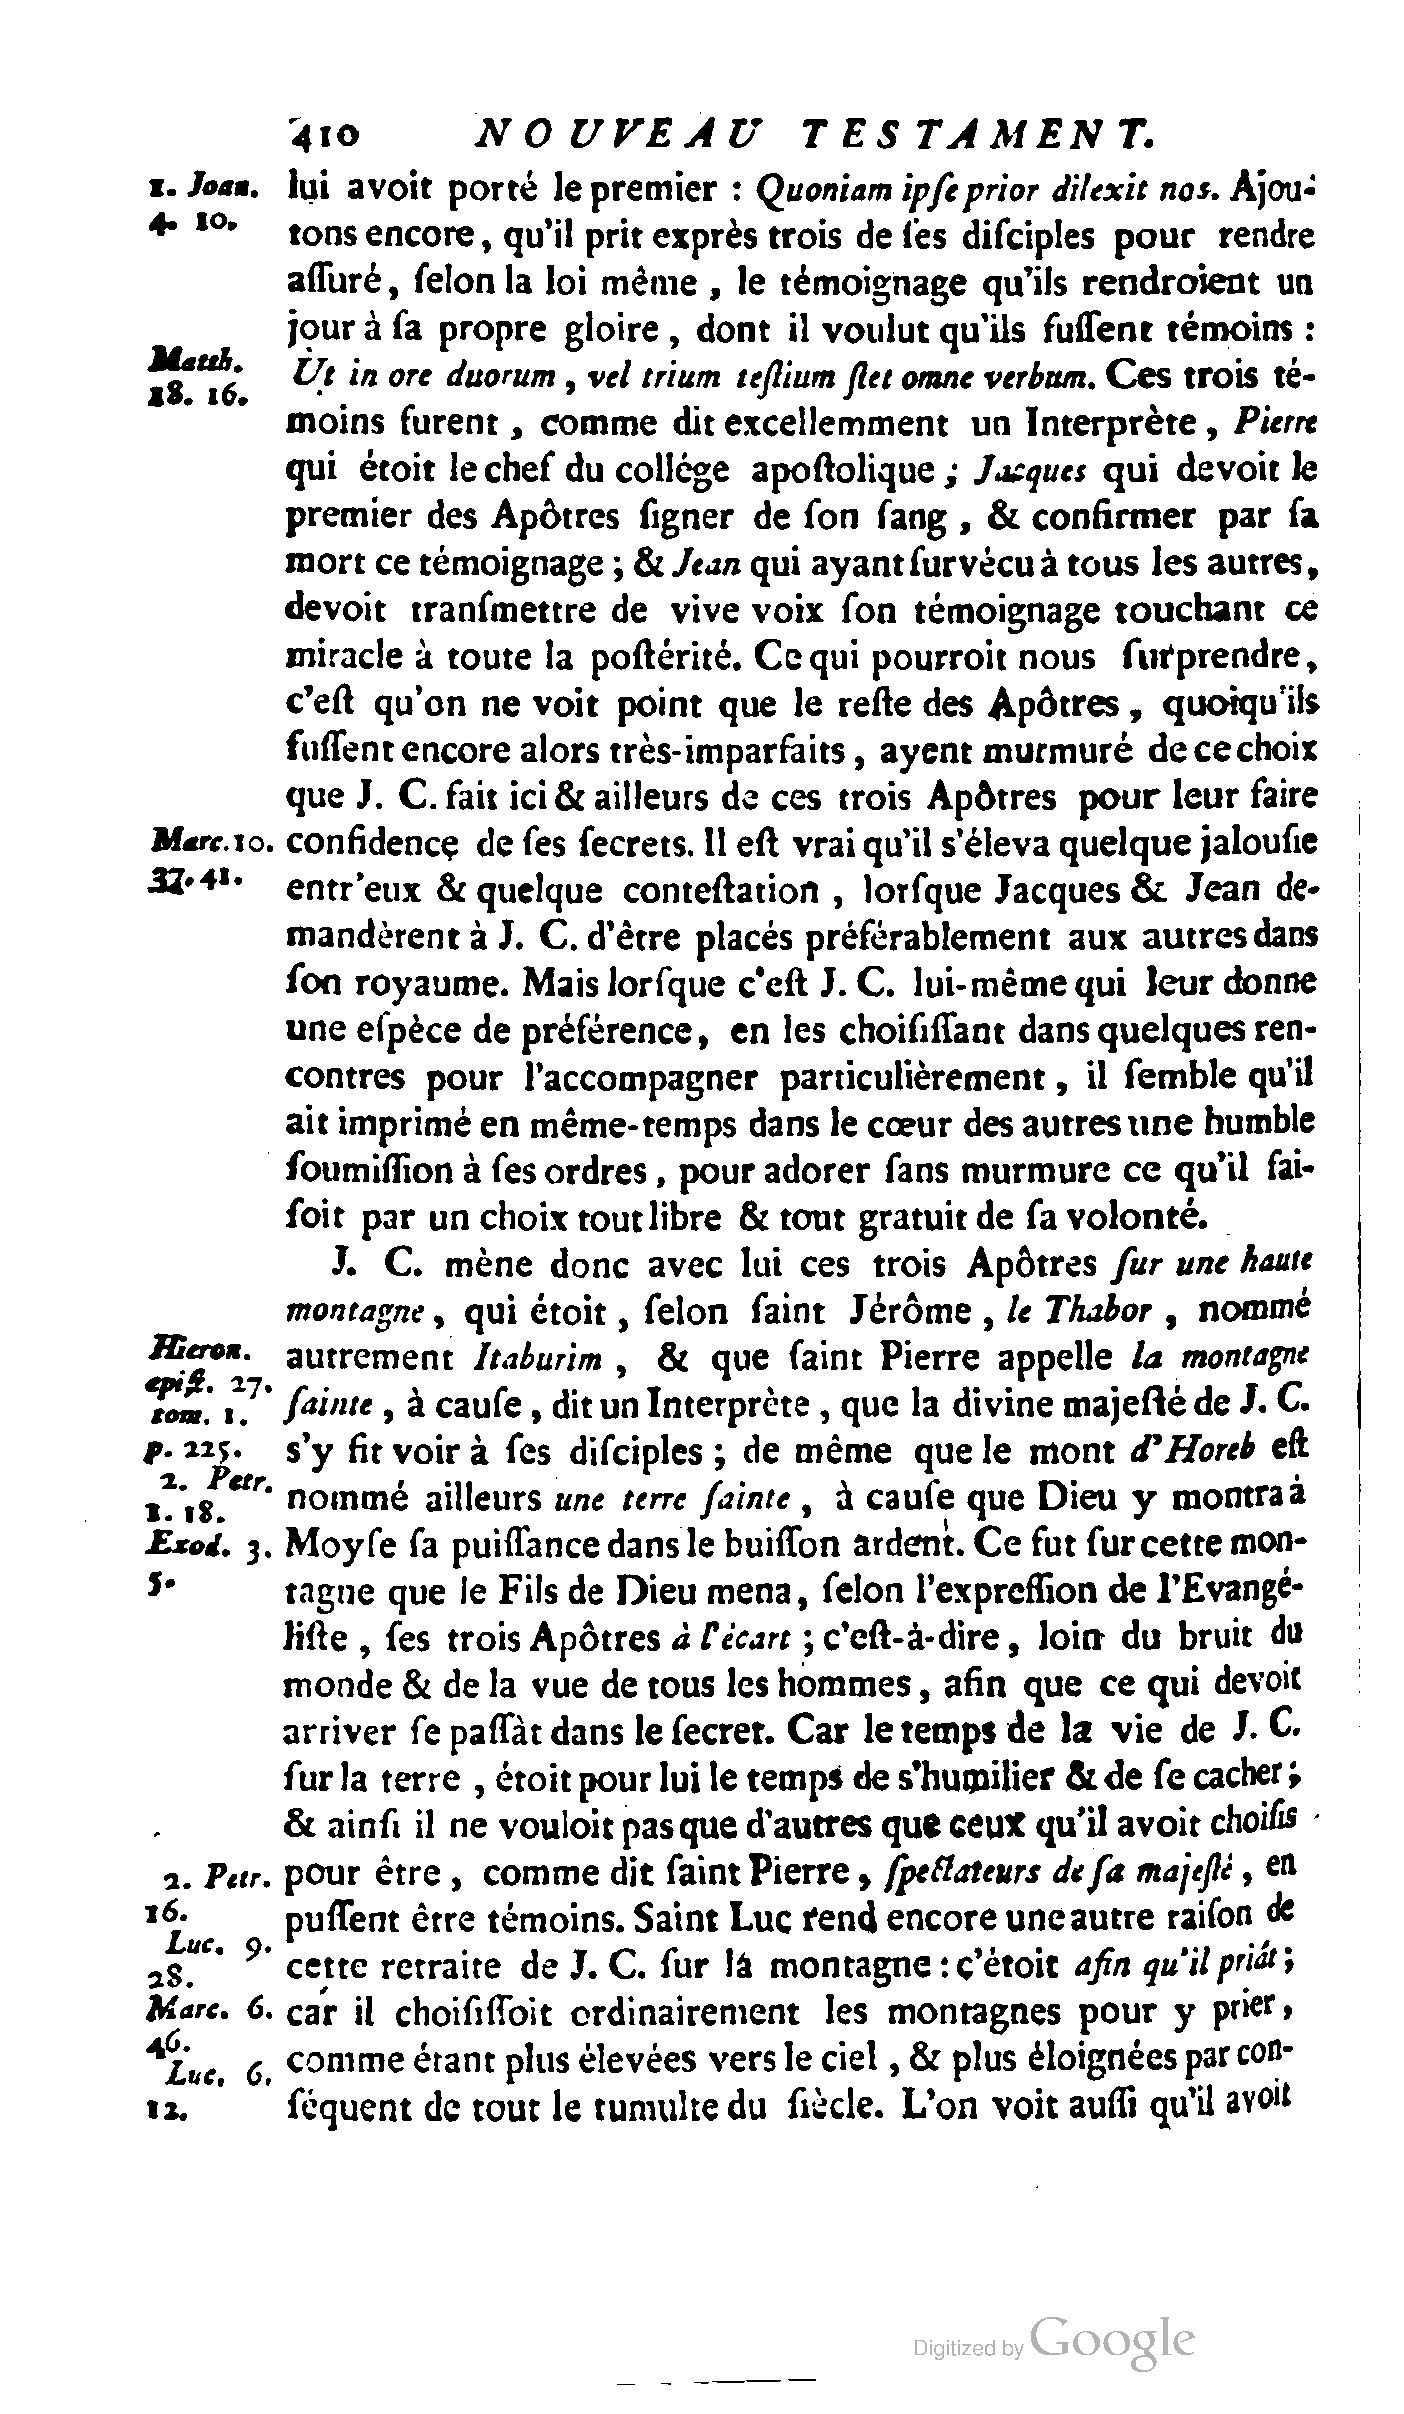 410 NOUVEAU TESTAMENT.
1. Joan. lui avoit porté le premier : Quoniam ipſe prior dilexit nos. Ajou-
4. 10. tons encore, qu'il prit exprès trois de ſes diſciples pour rendre
aſſuré, ſelon la loi même, le témoignage qu'ils rendroient un
jour à ſa propre gloire, dont il voulut qu'ils fuſſent témoins :
Matth. 18. 16. Ut in ore duorum, vel trium teſtium ſtet omne verbum. Ces trois té-
moins furent, comme dit excellemment un Interprète, Pierre
qui étoit le chef du collége apoſtolique ; Jacques qui devoit le
premier des Apôtres ſigner de ſon ſang, & confirmer par ſa
mort ce témoignage ; & Jean qui ayant ſurvécu à tous les autres,
devoit tranſmettre de vive voix ſon témoignage touchant ce
miracle à toute la poſtérité. Ce qui pourroit nous ſurprendre,
c'eſt qu'on ne voit point que le reſte des Apôtres, quoiqu'ils
fuſſent encore alors très-imparfaits, ayent murmuré de ce choix
que J. C. fait ici & ailleurs de ces trois Apôtres pour leur faire
Marc. 10. confidence de ſes ſecrets. Il eſt vrai qu'il s'éleva quelque jalouſie
37. 41. entr'eux & quelque conteſtation, lorſque Jacques & Jean de-
mandèrent à J. C. d'être placés préférablement aux autres dans
ſon royaume. Mais lorſque c'eſt J. C. lui-même qui leur donne
une eſpèce de préférence, en les choiſiſſant dans quelques ren-
contres pour l'accompagner particulièrement, il ſemble qu'il
ait imprimé en même-temps dans le cœur des autres une humble
ſoumiſſion à ſes ordres, pour adorer ſans murmure ce qu'il fai-
ſoit par un choix tout libre & tout gratuit de ſa volonté.
J. C. mène donc avec lui ces trois Apôtres ſur une haute
montagne, qui étoit, ſelon ſaint Jérôme, le Thabor, nommé
Hieron. autrement Itaburim, & que ſaint Pierre appelle la montagne
epiſt. 27. tom. 1. ſainte, à cauſe, dit un Interprète, que la divine majeſté de J. C.
p. 225. s'y fit voir à ſes diſciples ; de même que le mont d'Horeb eſt
2. Petr. 1. 18. nommé ailleurs une terre ſainte, à cauſe que Dieu y montra à
Exod. 3. Moyſe ſa puiſſance dans le buiſſon ardent. Ce fut ſur cette mon-
5. tagne que le Fils de Dieu mena, ſelon l'expreſſion de l'Evangé-
liſte, ſes trois Apôtres à l'écart ; c'eſt-à-dire, loin du bruit du
monde & de la vue de tous les hommes, afin que ce qui devoit
arriver ſe paſſât dans le ſecret. Car le temps de la vie de J. C.
ſur la terre, étoit pour lui le temps de s'humilier & de ſe cacher ;
& ainſi il ne vouloit pas que d'autres que ceux qu'il avoit choiſis
2. Petr. pour être, comme dit ſaint Pierre, ſpectateurs de ſa majeſté, en
16. puſſent être témoins. Saint Luc rend encore une autre raiſon de
Luc. 9. 28. cette retraite de J. C. ſur la montagne : c'étoit afin qu'il priât ;
Marc. 6. car il choiſiſſoit ordinairement les montagnes pour y prier,
46. Luc. 6. comme étant plus élevées vers le ciel, & plus éloignées par con-
12. ſéquent de tout le tumulte du ſiècle. L'on voit auſſi qu'il avoit
Digitized by Google